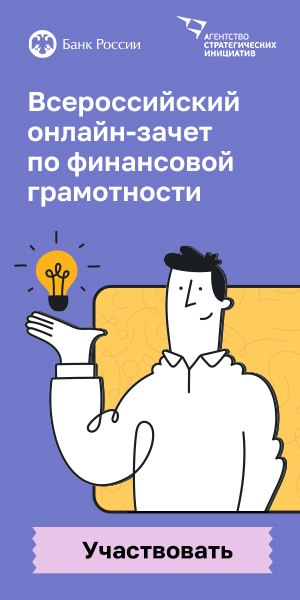 Банк России
АГЕНТСТВО
СТРАТЕГИЧЕСКИХ
ИНИЦИАТИВ
Всероссийский
онлайн-зачет
по финансовой
грамотности
Участвовать